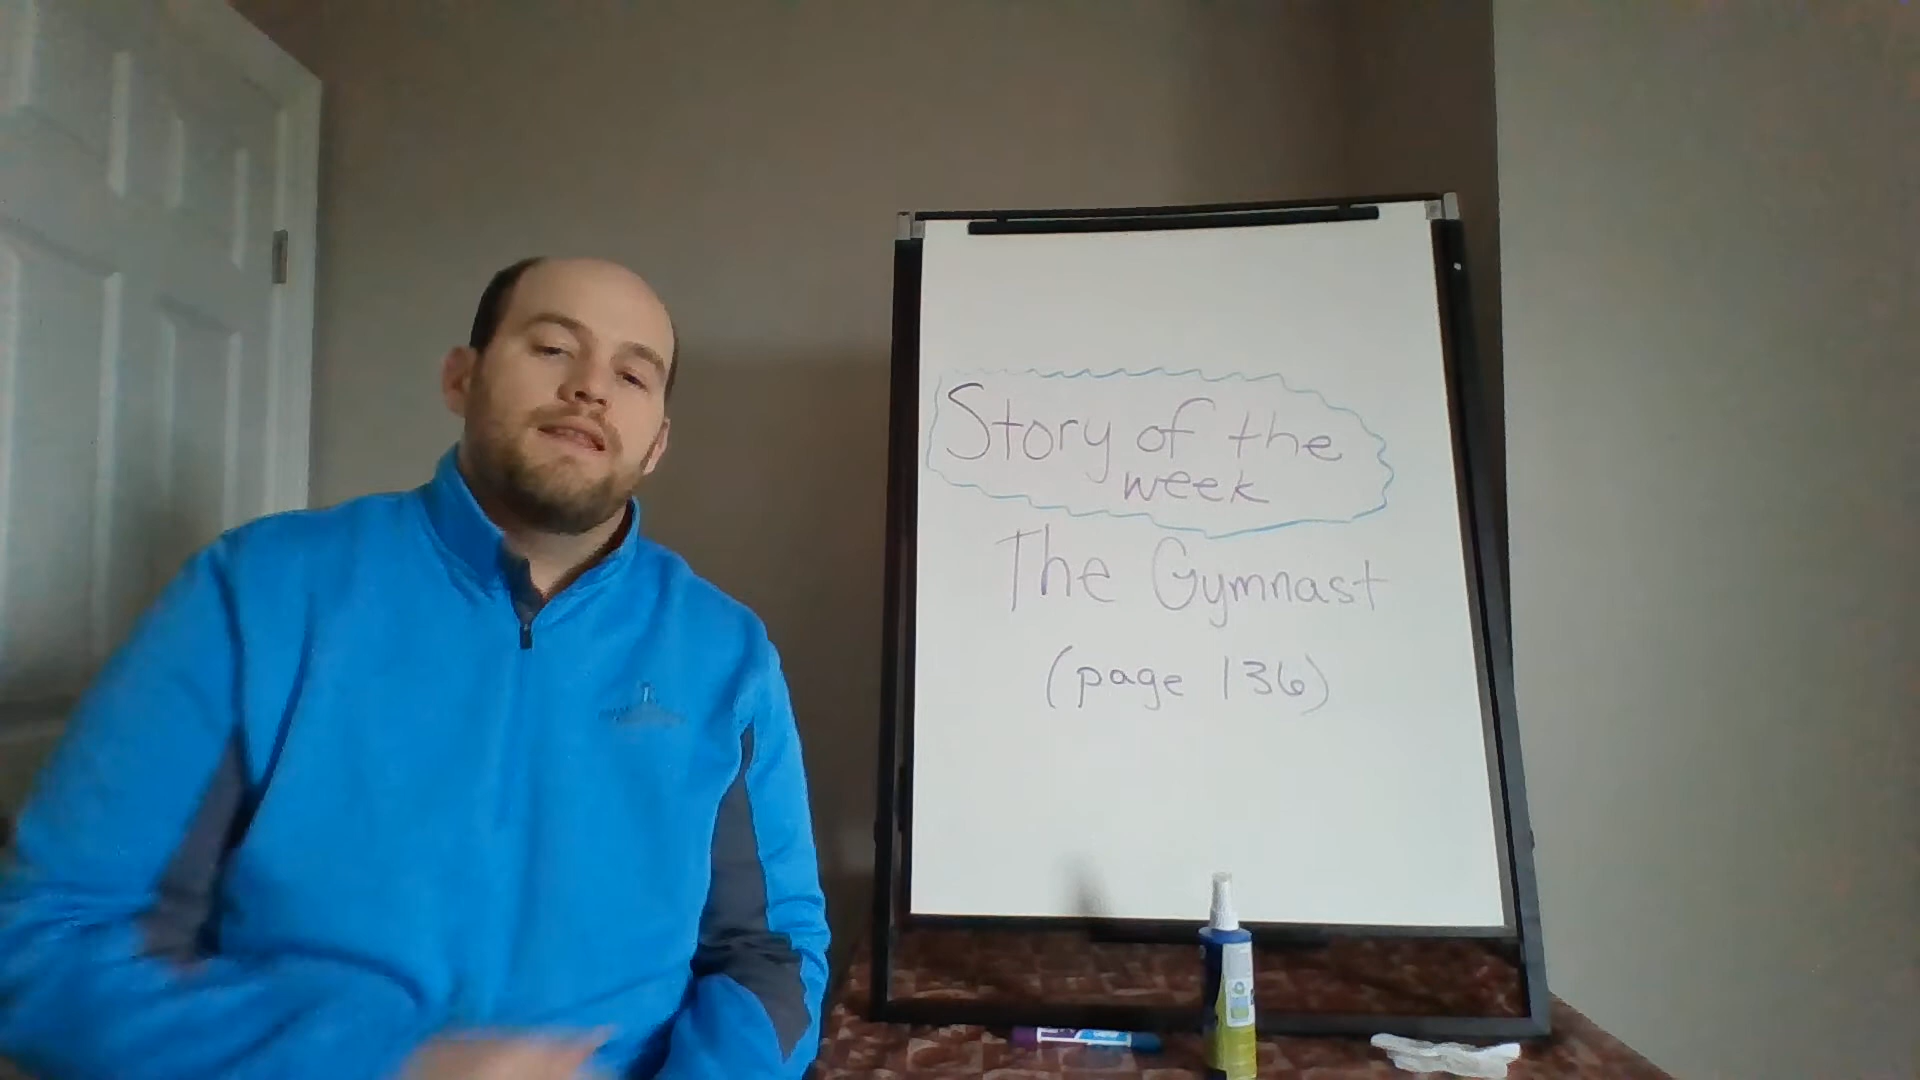 Story of the
week
The Gymnast
(page 136)